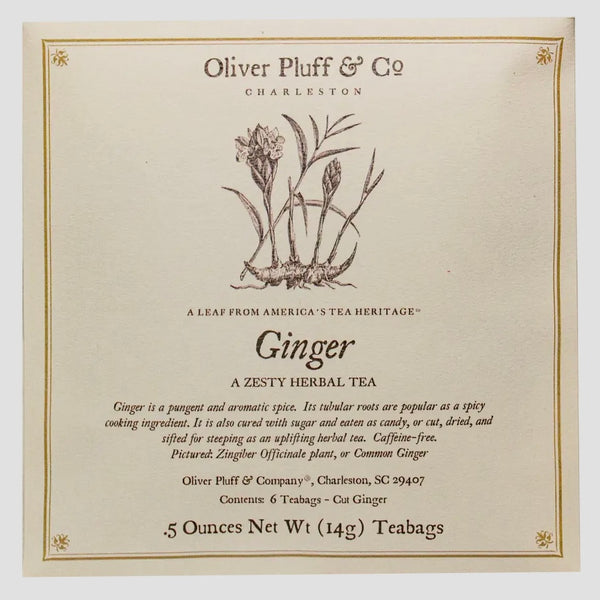 Oliver Pluff & Co
CHARLESTON
A LEAF FROM AMERICA'S TEA HERITAGE™
Ginger
A ZESTY HERBAL TEA
Ginger is a pungent and aromatic spice. Its tubular roots are popular as a spicy
cooking ingredient. It is also cured with sugar and eaten as candy, or cut, dried, and
sifted for steeping as an uplifting herbal tea. Caffeine-free.
Pictured: Zingiber Officinale plant, or Common Ginger
Oliver Pluff & Company®, Charleston, SC 29407
Contents: 6 Teabags - Cut Ginger
.5 Ounces Net Wt (14g) Teabags